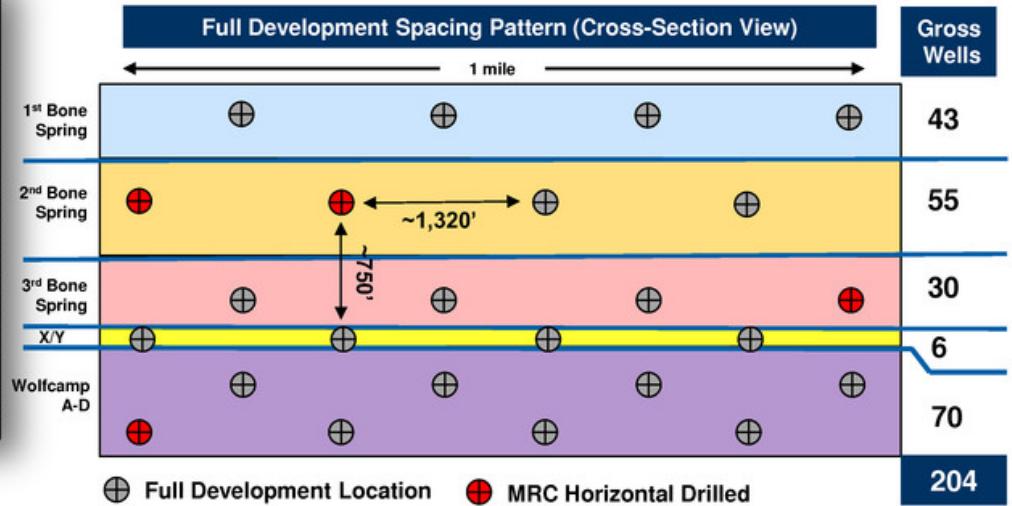 Full Development Spacing Pattern (Cross-Section View)
Gross
Wells
1 mile
1st Bone
Spring
43
2nd Bone
Spring
~1,320'
55
~750'
3rd Bone
Spring
30
X/Y
6
Wolfcamp
A-D
70
Full Development Location
MRC Horizontal Drilled
204